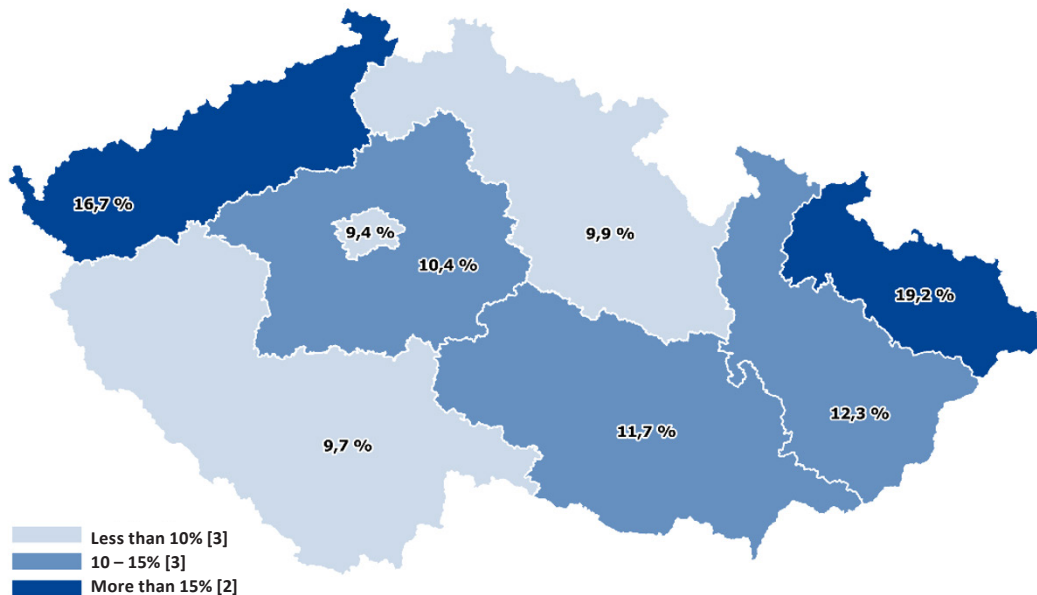 16,7 %
9,4 %
9,9 %
10,4 %
19,2 %
12,3 %
11,7 %
9,7 %
Less than 10% [3]
10 – 15% [3]
More than 15% [2]